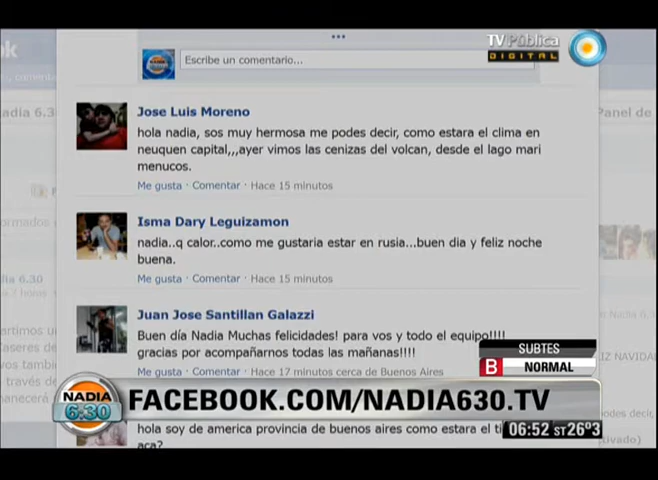 TV Pública
DIGITAL
Escribe un comentario...
Jose Luis Moreno
hola nadia, sos muy hermosa me podes decir, como estara el clima en
neuquen capital,,,ayer vimos las cenizas del volcan, desde el lago mari
menucos.
Me gusta · Comentar · Hace 15 minutos
Isma Dary Leguizamon
nadia..q calor..como me gustaria estar en rusia...buen dia y feliz noche
buena.
Me gusta · Comentar · Hace 15 minutos
Juan Jose Santillan Galazzi
Buen día Nadia Muchas felicidades! para vos y todo el equipo!!!!
gracias por acompañarnos todas las mañanas!!!!
Me gusta · Comentar · Hace 17 minutos cerca de Buenos Aires
SUBTES
B NORMAL
NADIA
6.30
FACEBOOK.COM/NADIA630.TV
hola soy de america provincia de buenos aires como estara el
aca?
06:52 ST 26º3